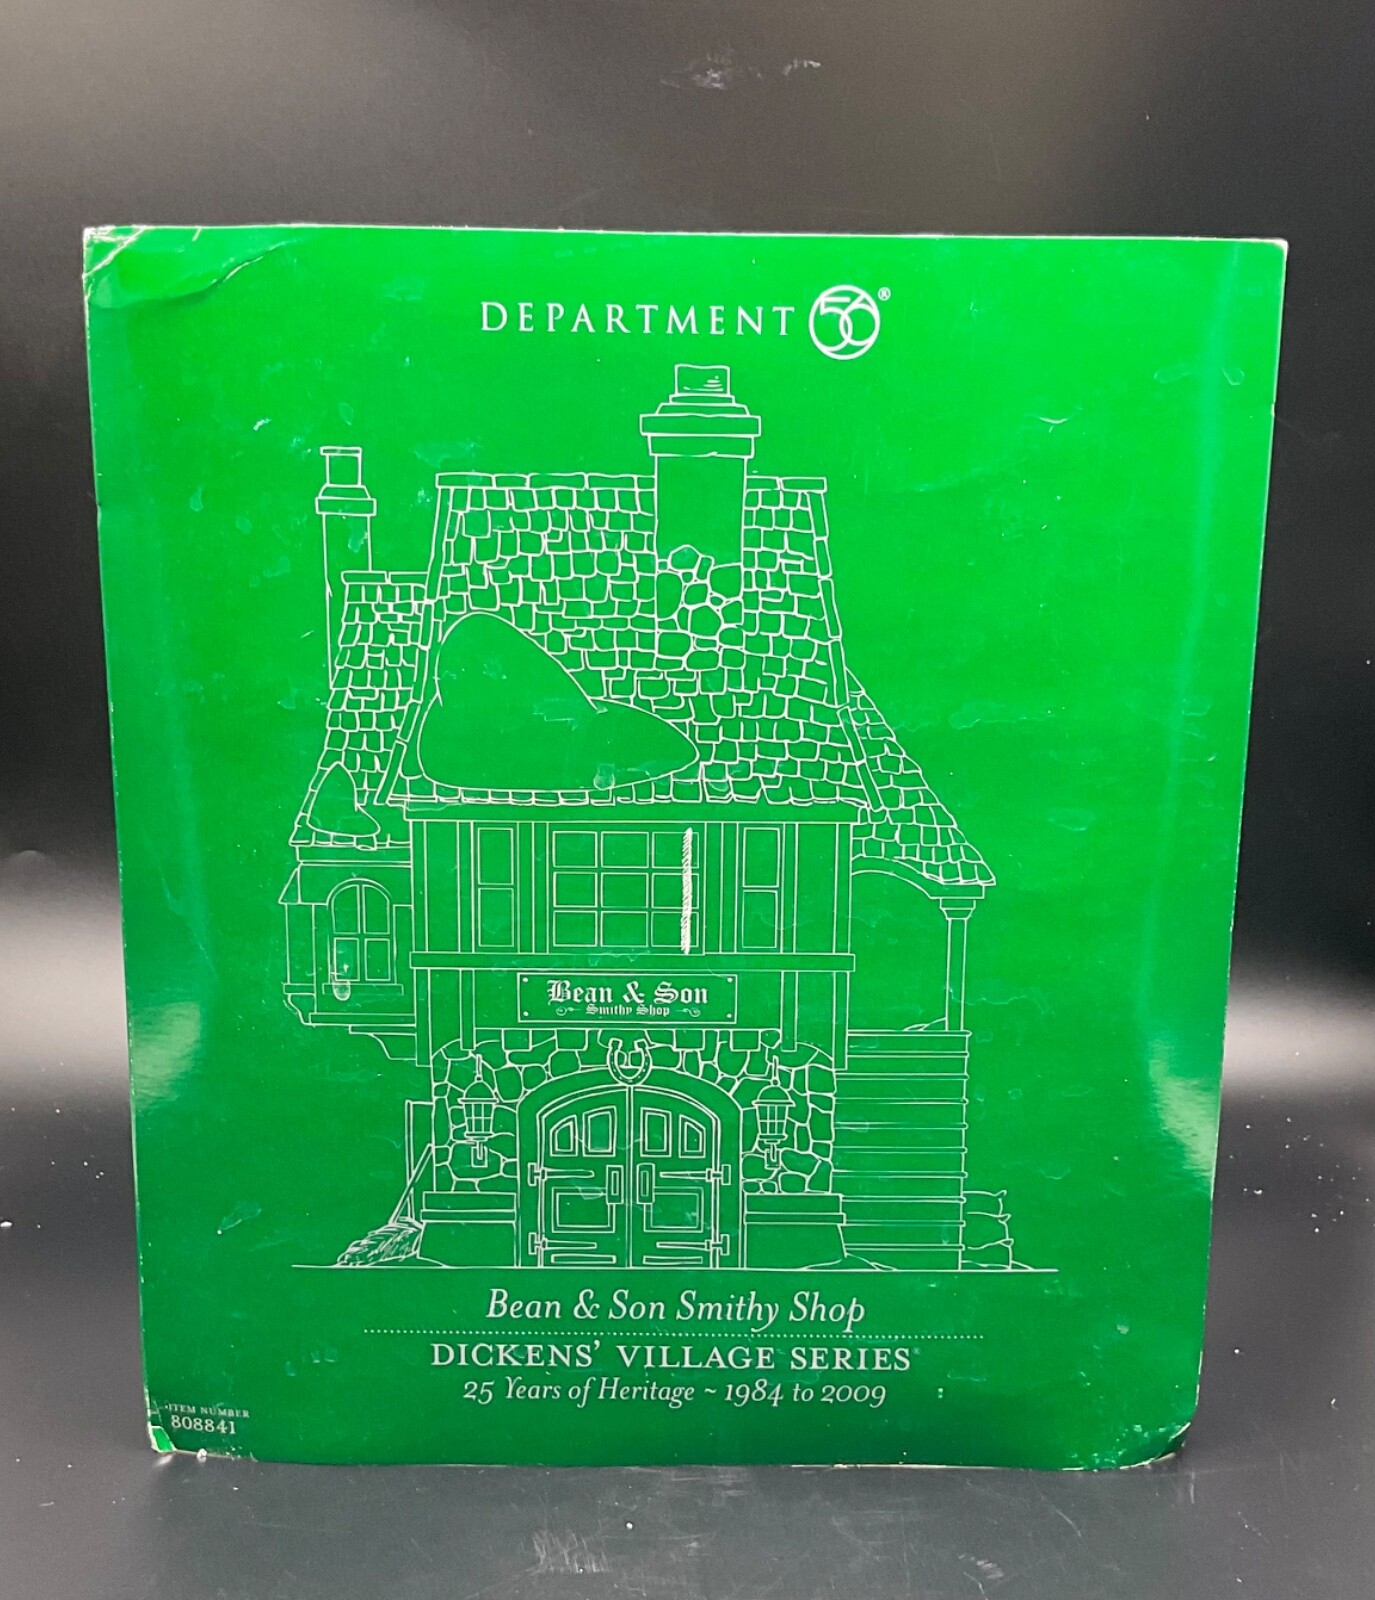 DEPARTMENT 56®
Bean & Son
Smithy Shop
Bean & Son Smithy Shop
DICKENS' VILLAGE SERIES®
25 Years of Heritage ~ 1984 to 2009
ITEM NUMBER
808841